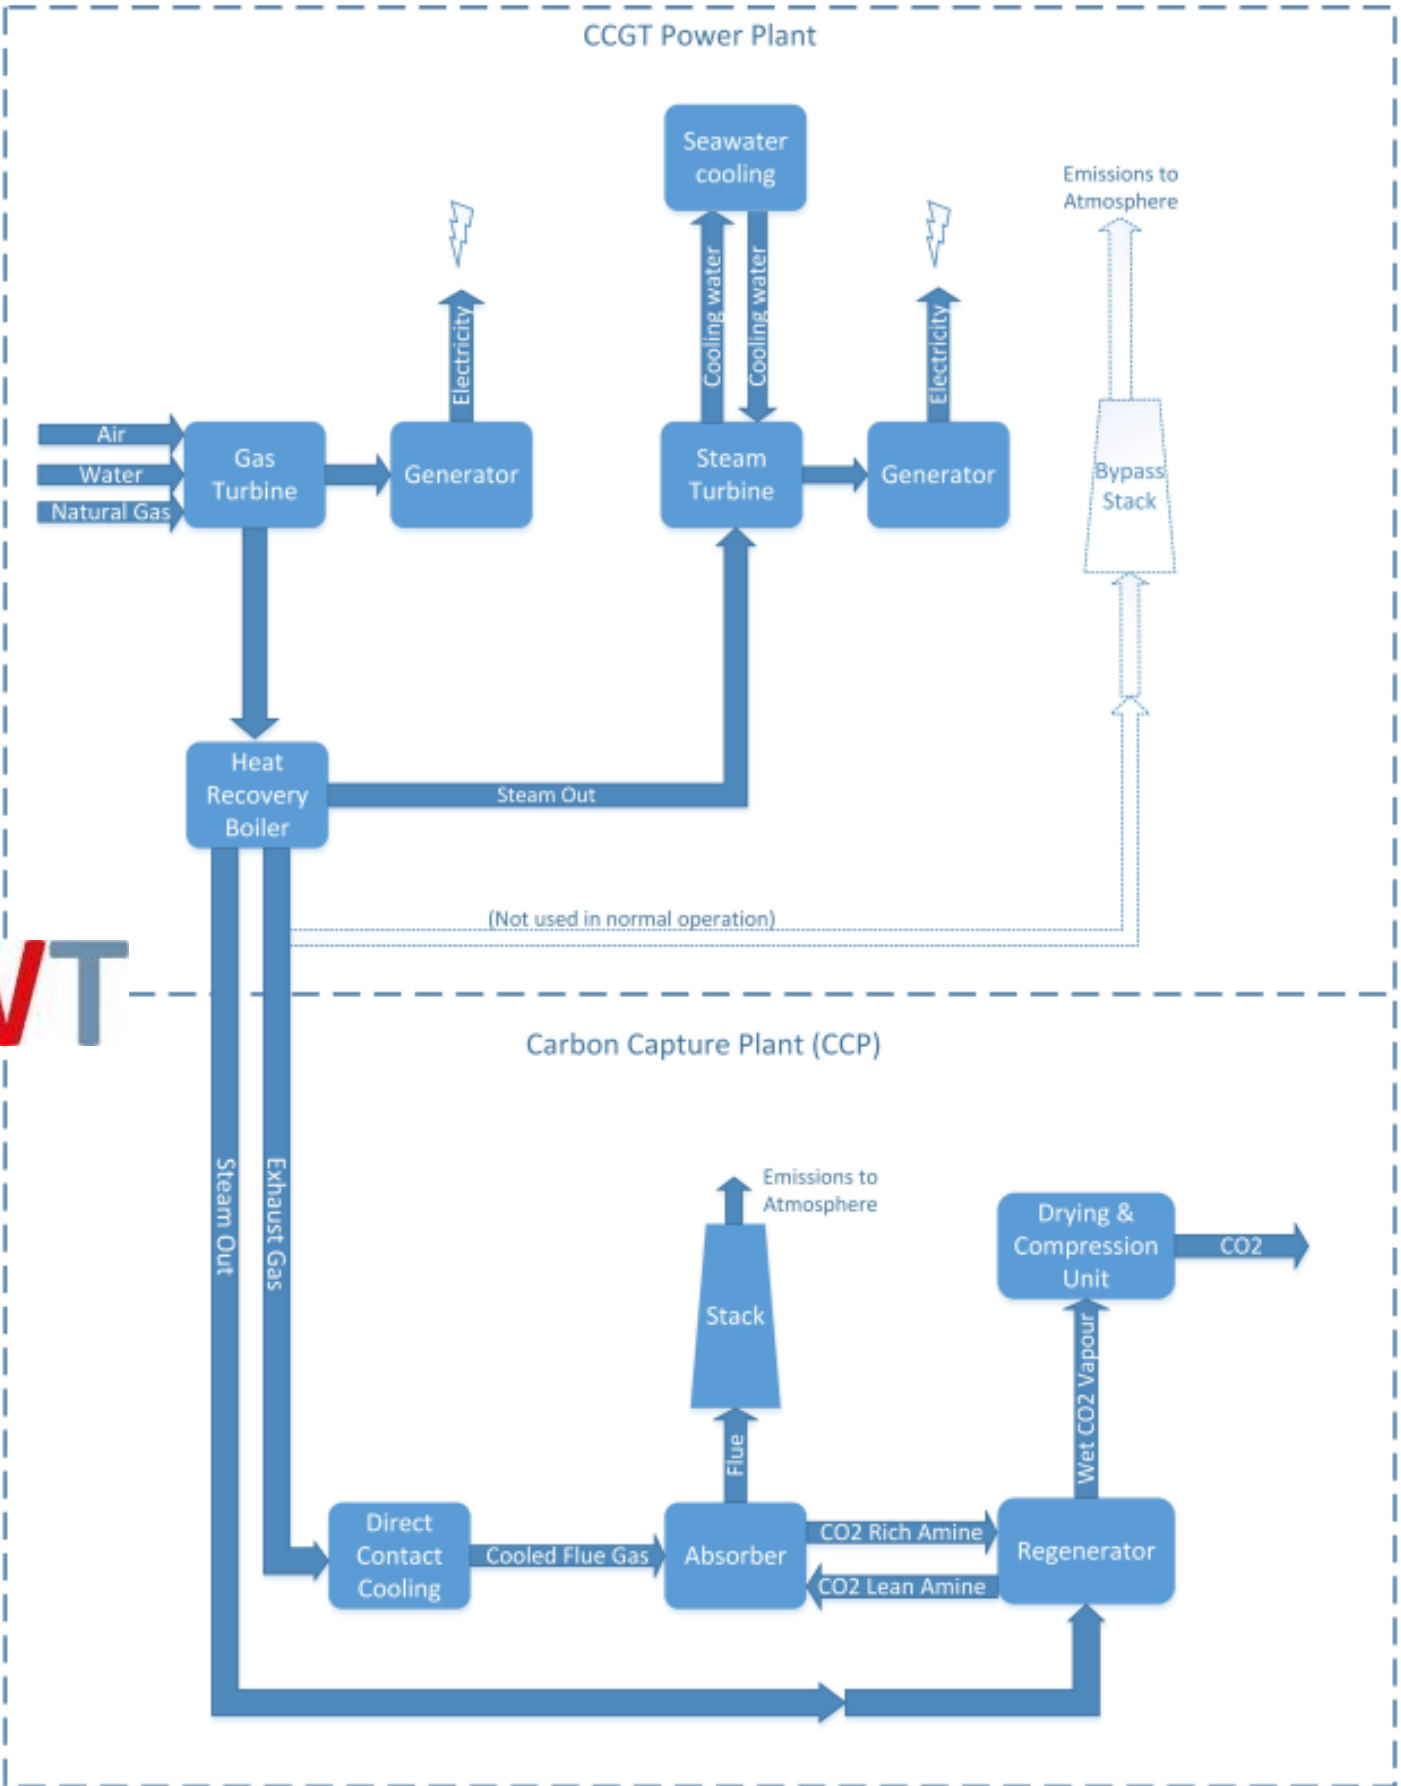 CCGT Power Plant
Seawater
cooling
Emissions to
Atmosphere
Cooling water
Cooling water
Electricity
Electricity
Air
Water
Natural Gas
Gas
Turbine
Generator
Steam
Turbine
Generator
Bypass
Stack
Heat
Recovery
Boiler
Steam Out
(Not used in normal operation)
VT
Carbon Capture Plant (CCP)
Steam Out
Exhaust Gas
Emissions to
Atmosphere
Stack
Drying &
Compression
Unit
CO2
Flue
Wet CO2 Vapour
Direct
Contact
Cooling
Cooled Flue Gas
Absorber
CO2 Rich Amine
CO2 Lean Amine
Regenerator